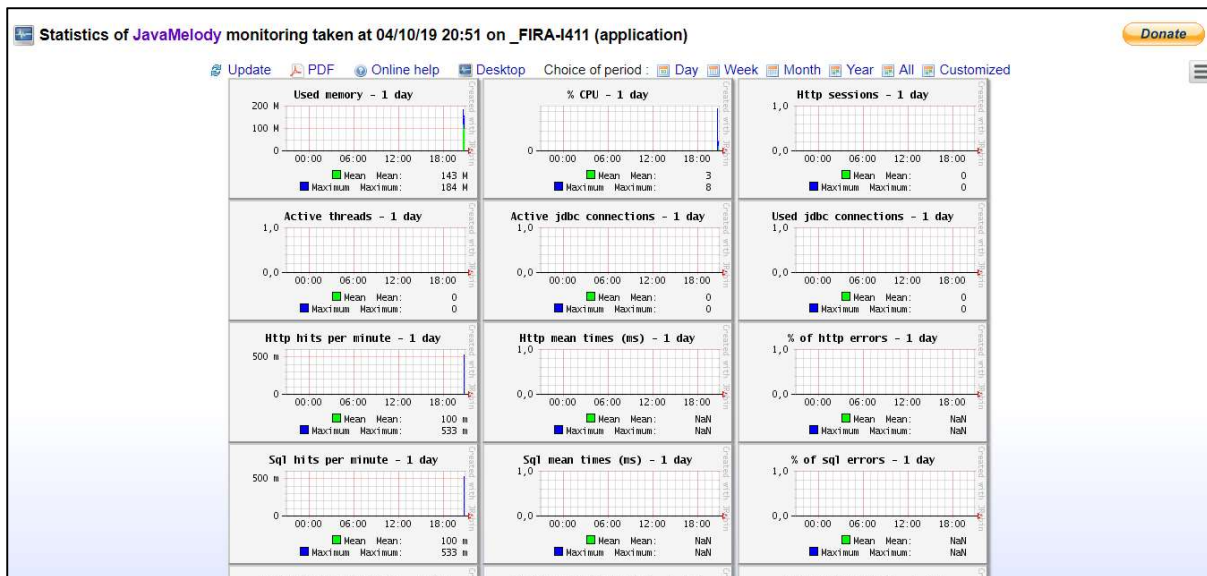 Statistics of JavaMelody monitoring taken at 04/10/19 20:51 on _FIRA-I411 (application)
Donate
Update PDF Online help Desktop Choice of period : Day Week Month Year All Customized
Used memory - 1 day
200 M
100 M
0
00:00 06:00 12:00 18:00
Mean Mean: 143 M
Maximum Maximum: 184 M
% CPU - 1 day
0
00:00 06:00 12:00 18:00
Mean Mean: 3
Maximum Maximum: 8
Http sessions - 1 day
1,0
0,0
00:00 06:00 12:00 18:00
Mean Mean: 0
Maximum Maximum: 0
Active threads - 1 day
1,0
0,0
00:00 06:00 12:00 18:00
Mean Mean: 0
Maximum Maximum: 0
Active jdbc connections - 1 day
1,0
0,0
00:00 06:00 12:00 18:00
Mean Mean: 0
Maximum Maximum: 0
Used jdbc connections - 1 day
1,0
0,0
00:00 06:00 12:00 18:00
Mean Mean: 0
Maximum Maximum: 0
Http hits per minute - 1 day
500 m
0
00:00 06:00 12:00 18:00
Mean Mean: 100 m
Maximum Maximum: 533 m
Http mean times (ms) - 1 day
1,0
0,0
00:00 06:00 12:00 18:00
Mean Mean: NaN
Maximum Maximum: NaN
% of http errors - 1 day
1,0
0,0
00:00 06:00 12:00 18:00
Mean Mean: NaN
Maximum Maximum: NaN
Sql hits per minute - 1 day
500 m
0
00:00 06:00 12:00 18:00
Mean Mean: 100 m
Maximum Maximum: 533 m
Sql mean times (ms) - 1 day
1,0
0,0
00:00 06:00 12:00 18:00
Mean Mean: NaN
Maximum Maximum: NaN
% of sql errors - 1 day
1,0
0,0
00:00 06:00 12:00 18:00
Mean Mean: NaN
Maximum Maximum: NaN